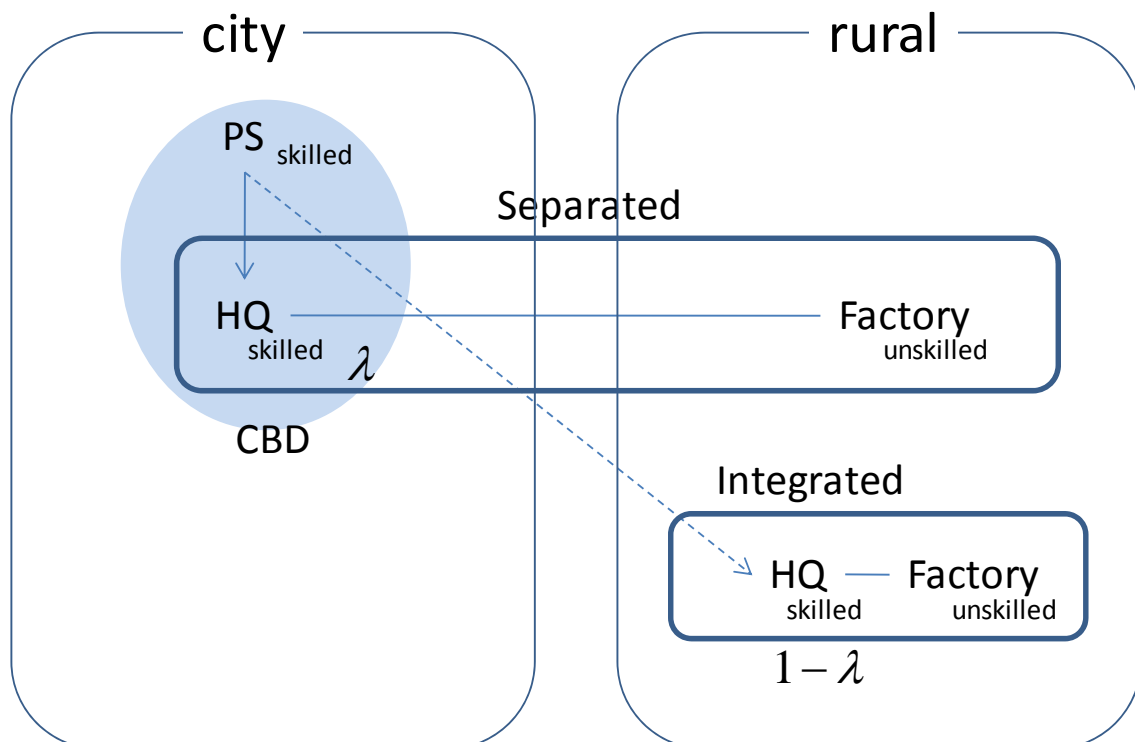 city
rural
PS skilled
Separated
HQ
Factory
skilled
unskilled
λ
CBD
Integrated
HQ
Factory
skilled
unskilled
1 − λ